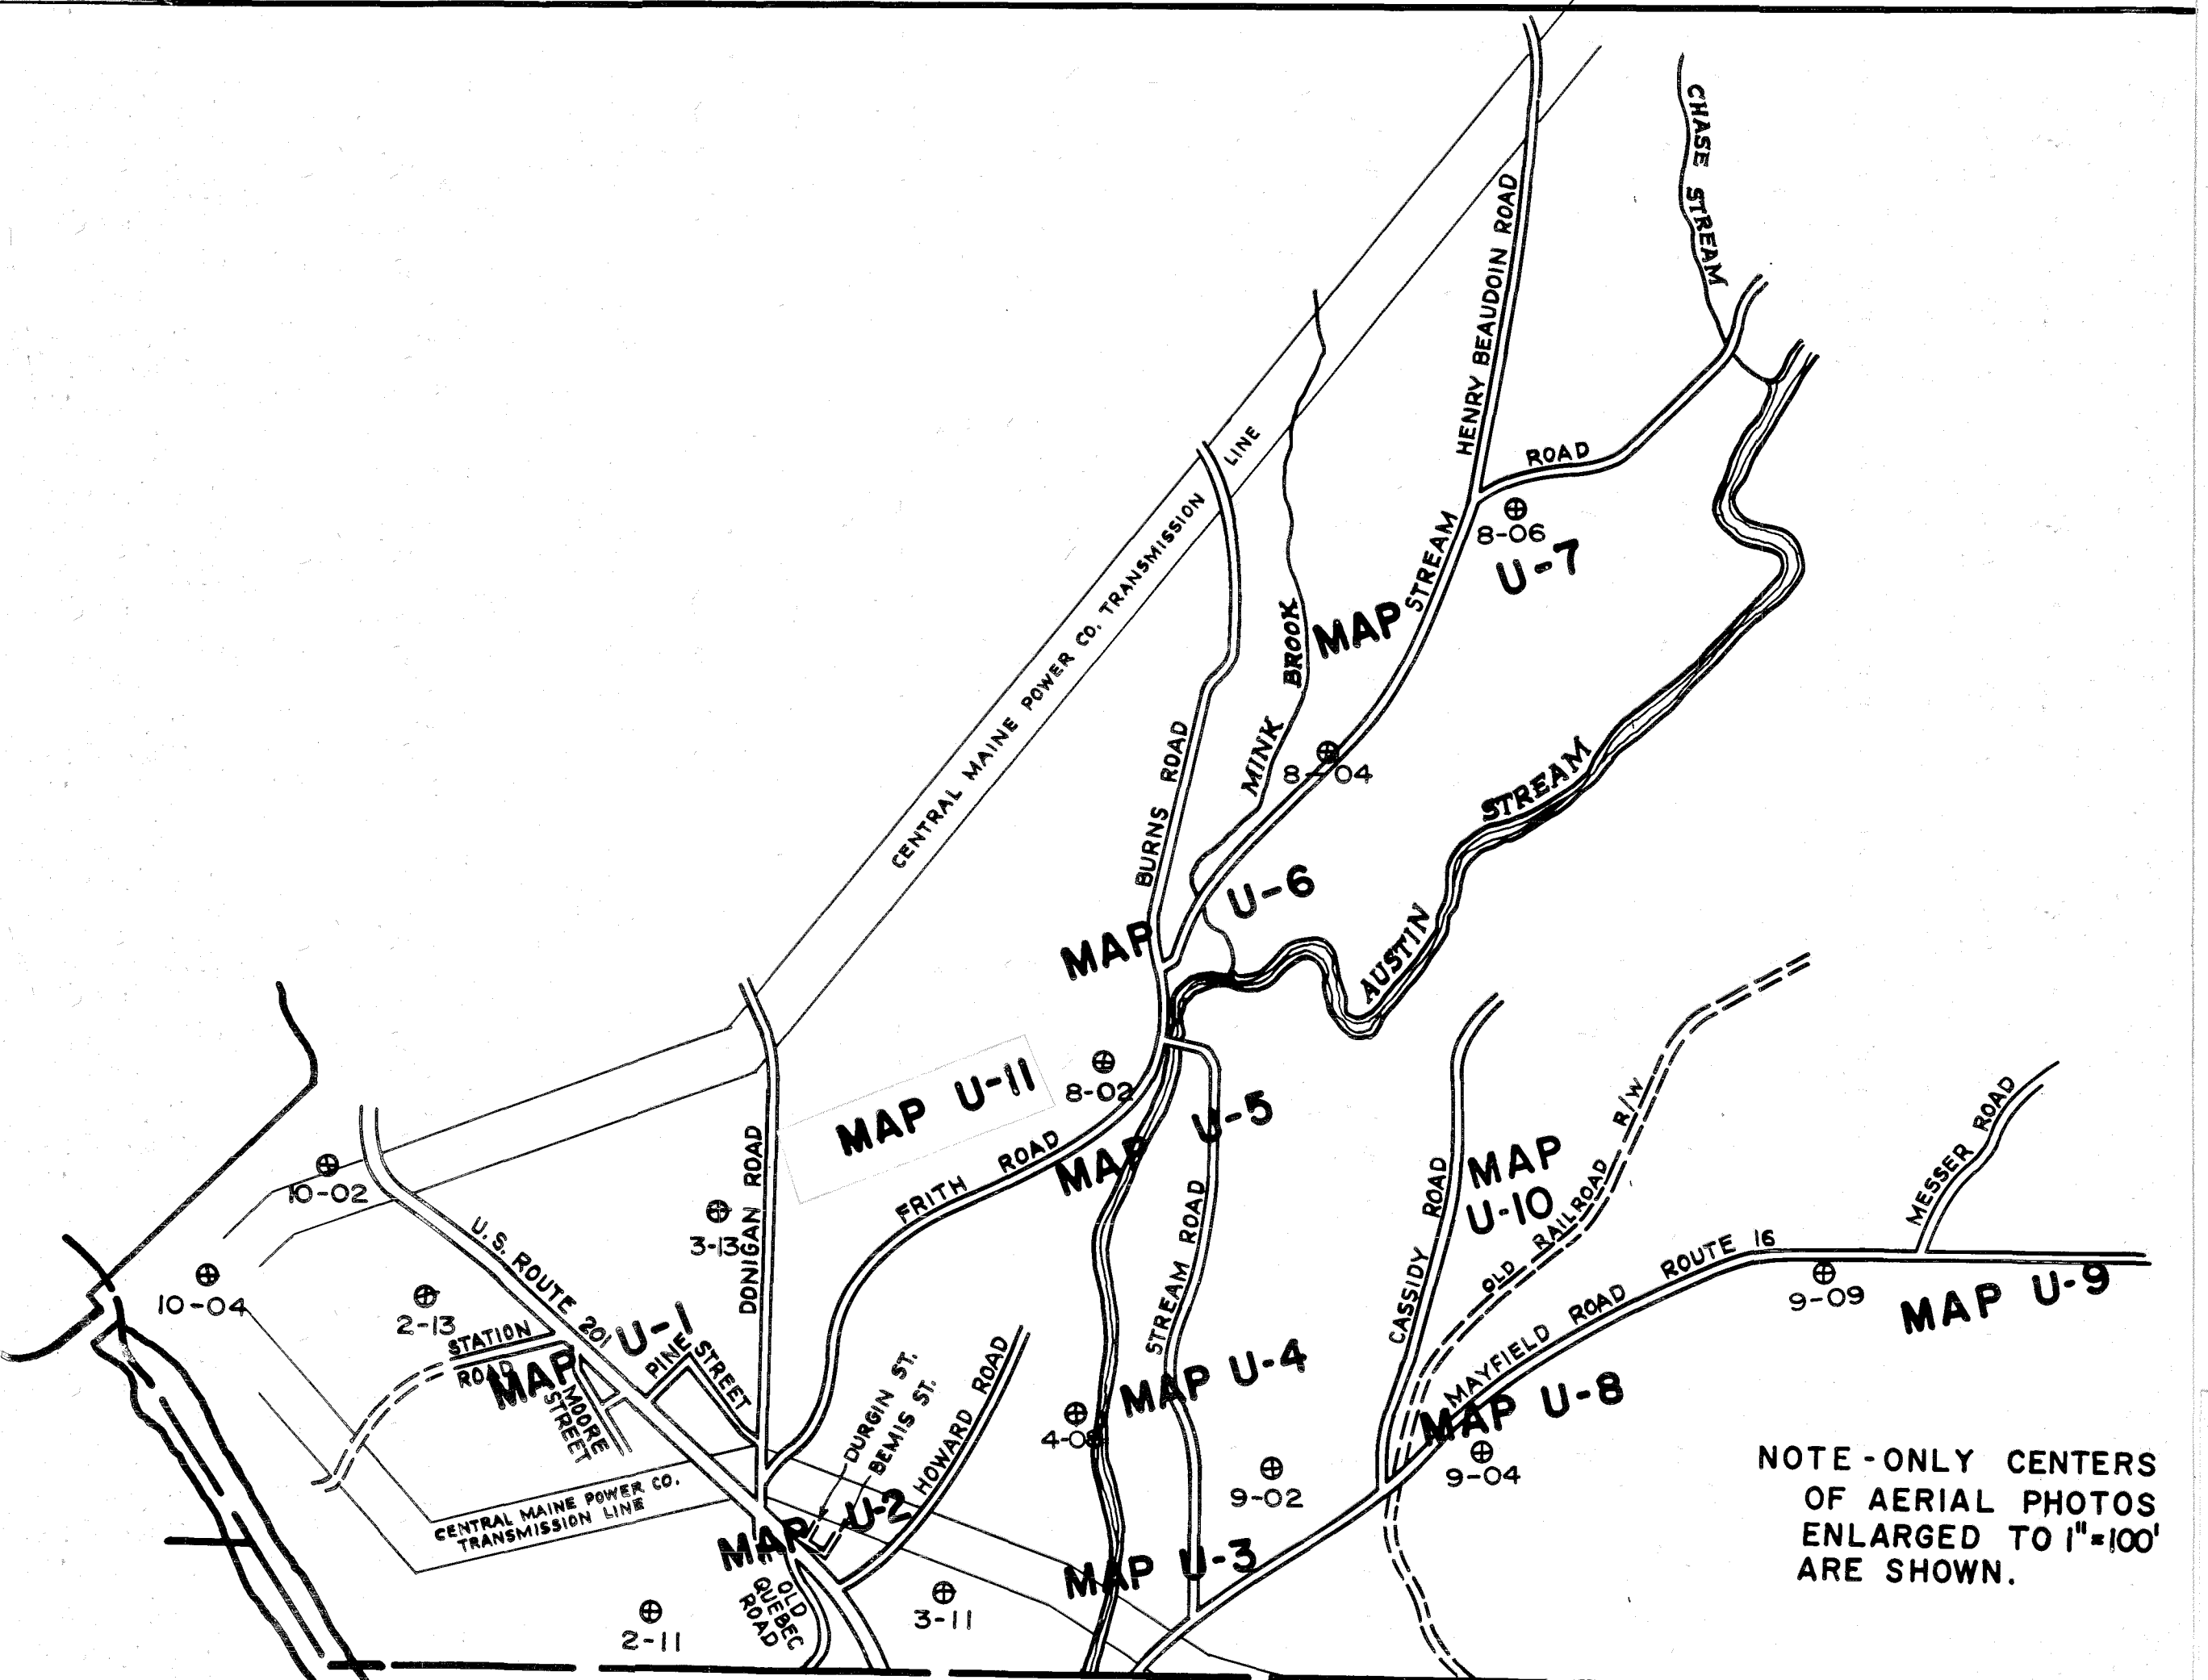 CHASE STREAM
HENRY BEAUDOIN ROAD
CENTRAL MAINE POWER CO. TRANSMISSION LINE
STREAM ROAD
8-06
MAP U-7
MINK BROOK
BURNS ROAD
8-04
AUSTIN STREAM
MAP U-6
MAP U-11
8-02
FRITH ROAD
MAP U-5
10-02
3-13
DONIGAN ROAD
U.S. ROUTE 201
10-04
2-13
STATION
ROAD
MAP U-1
PINE STREET
MOORE
STREET
STREAM ROAD
CASSIDY ROAD
MAP
U-10
OLD RAILROAD R/W
MESSER ROAD
MAYFIELD ROAD ROUTE 16
9-09
MAP U-9
MAP U-4
4-08
DURGIN ST.
BEMIS ST.
HOWARD ROAD
MAP U-8
9-04
9-02
CENTRAL MAINE POWER CO.
TRANSMISSION LINE
MAP U-2
MAP U-3
OLD
QUEBEC
ROAD
2-11
3-11
NOTE - ONLY CENTERS
OF AERIAL PHOTOS
ENLARGED TO 1"=100'
ARE SHOWN.